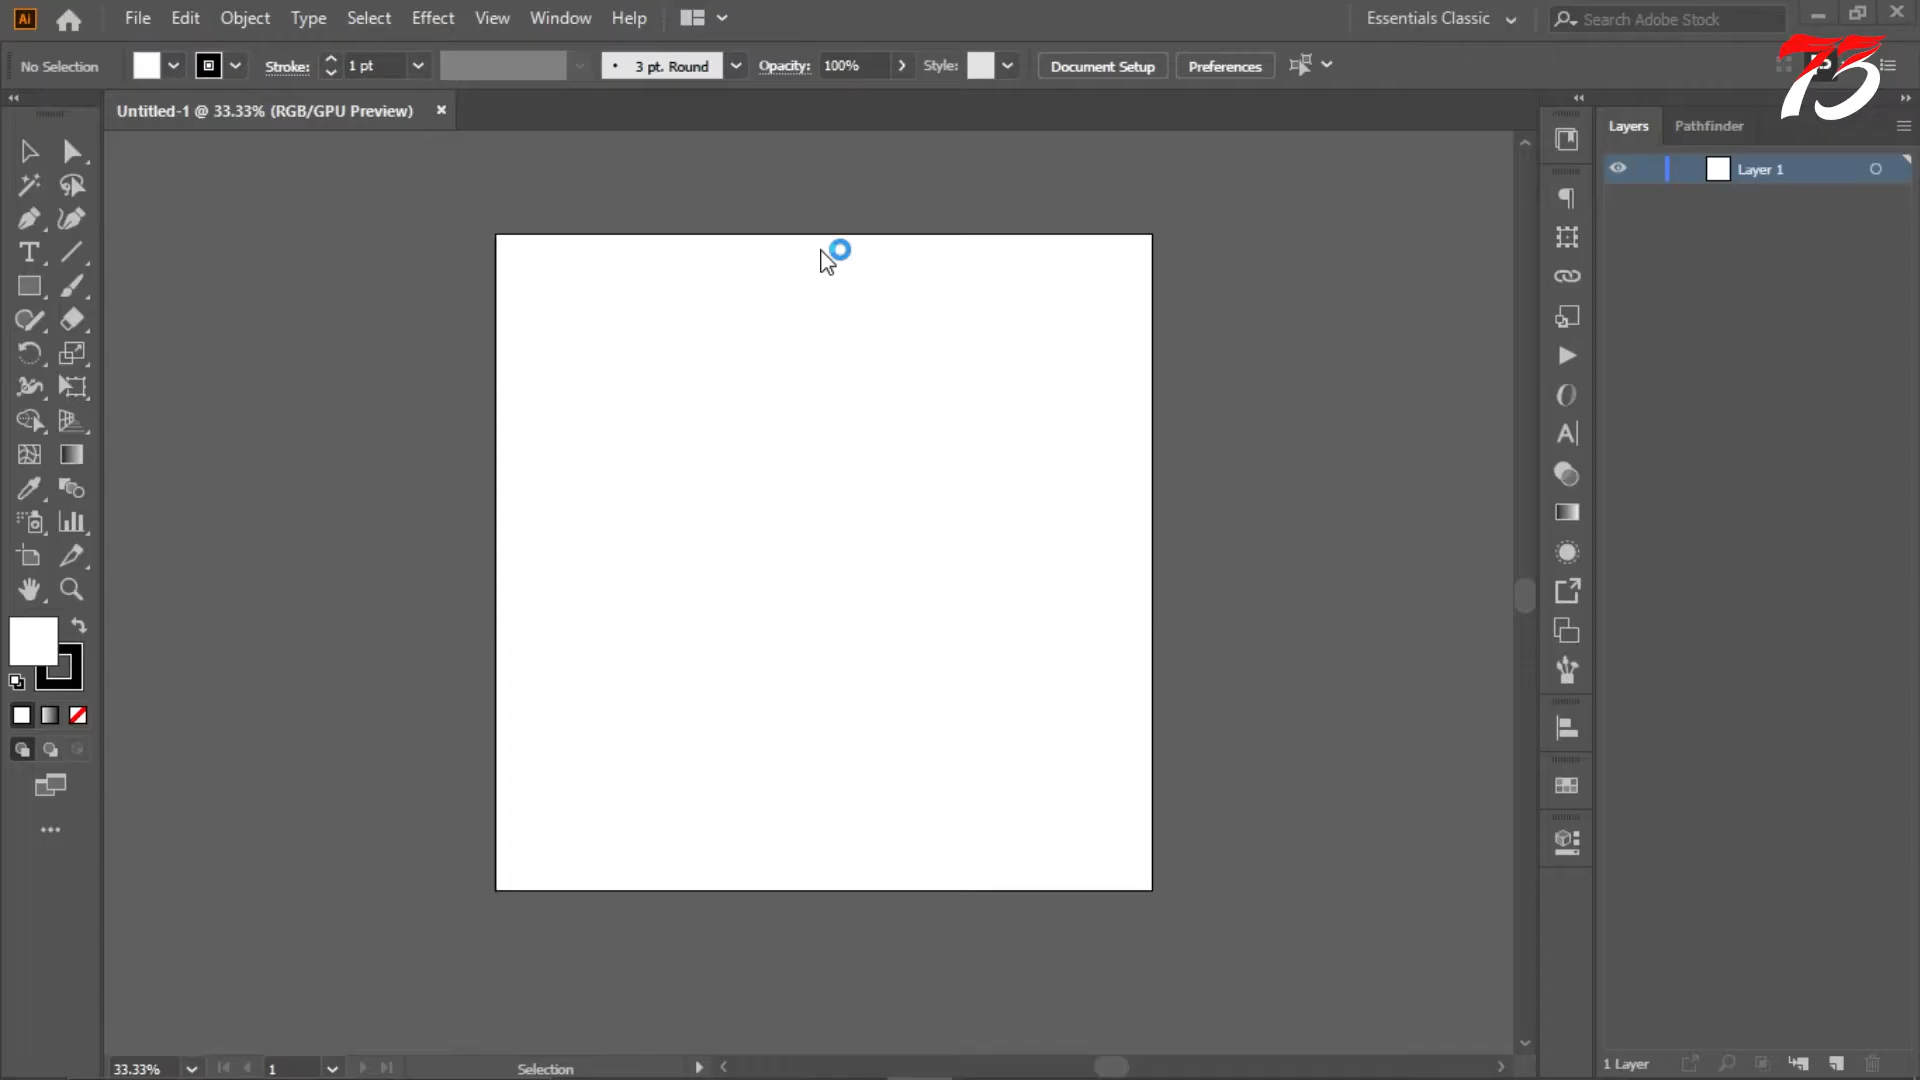 Ai File Edit Object Type Select Effect View Window Help Essentials Classic Search Adobe Stock
No Selection Stroke: 1 pt 3 pt. Round Opacity: 100% Style: Document Setup Preferences
Untitled-1 @ 33.33% (RGB/GPU Preview) ×
Layers Pathfinder
Layer 1
33.33% 1 Selection
1 Layer